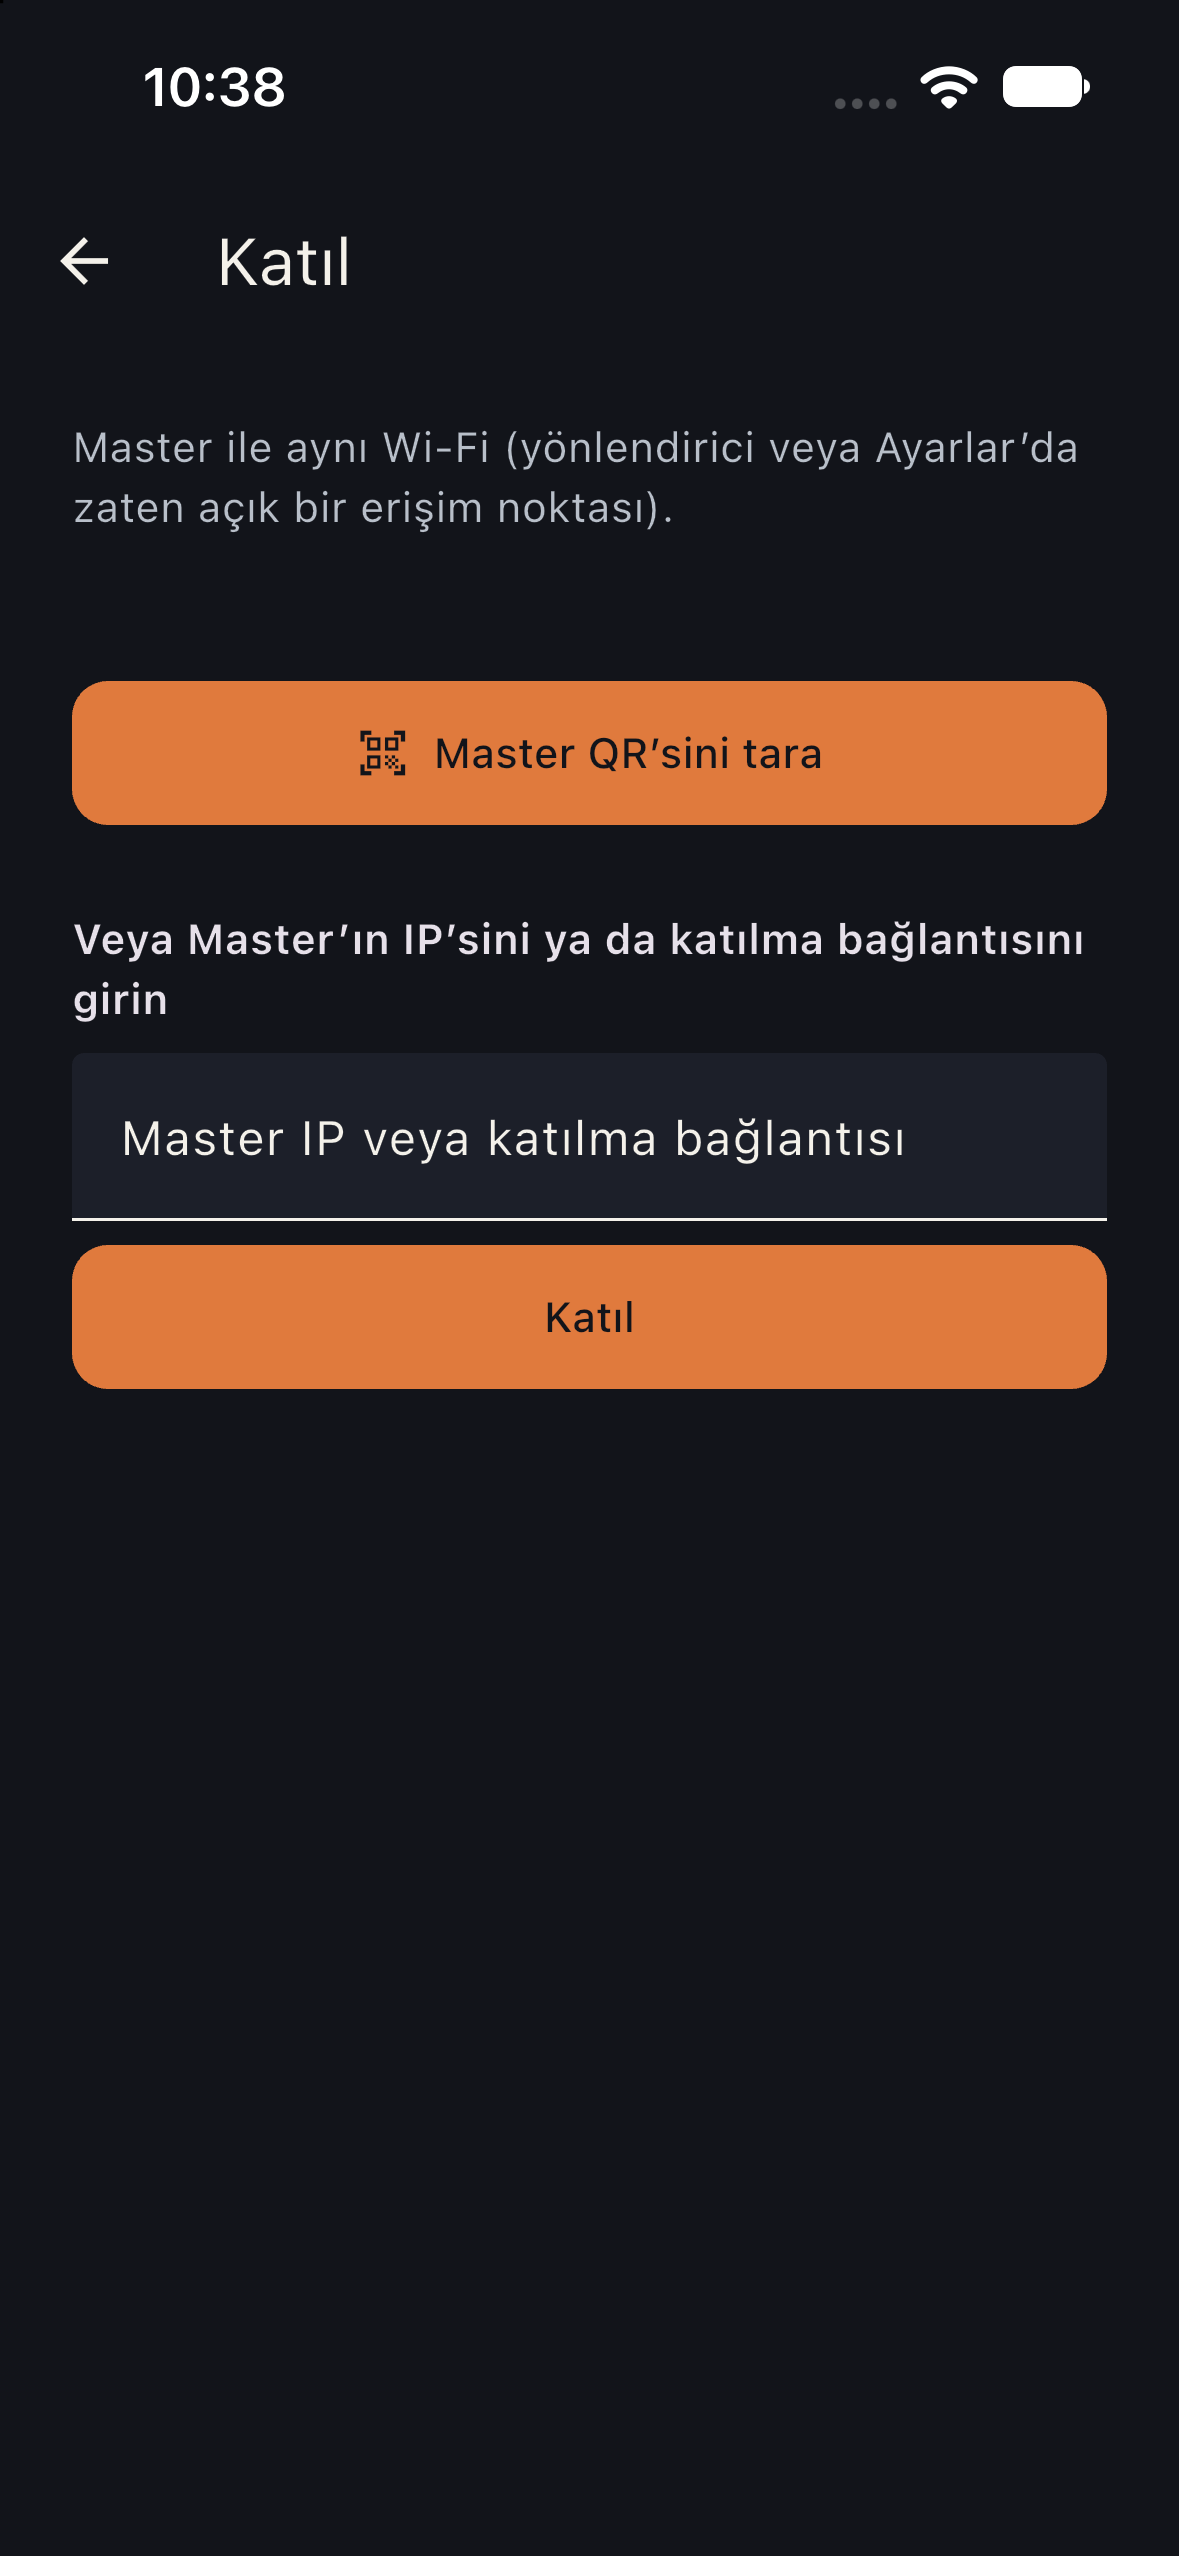 10:38
Katıl
Master ile aynı Wi-Fi (yönlendirici veya Ayarlar’da
zaten açık bir erişim noktası).
Master QR’sini tara
Veya Master’ın IP’sini ya da katılma bağlantısını
girin
Master IP veya katılma bağlantısı
Katıl